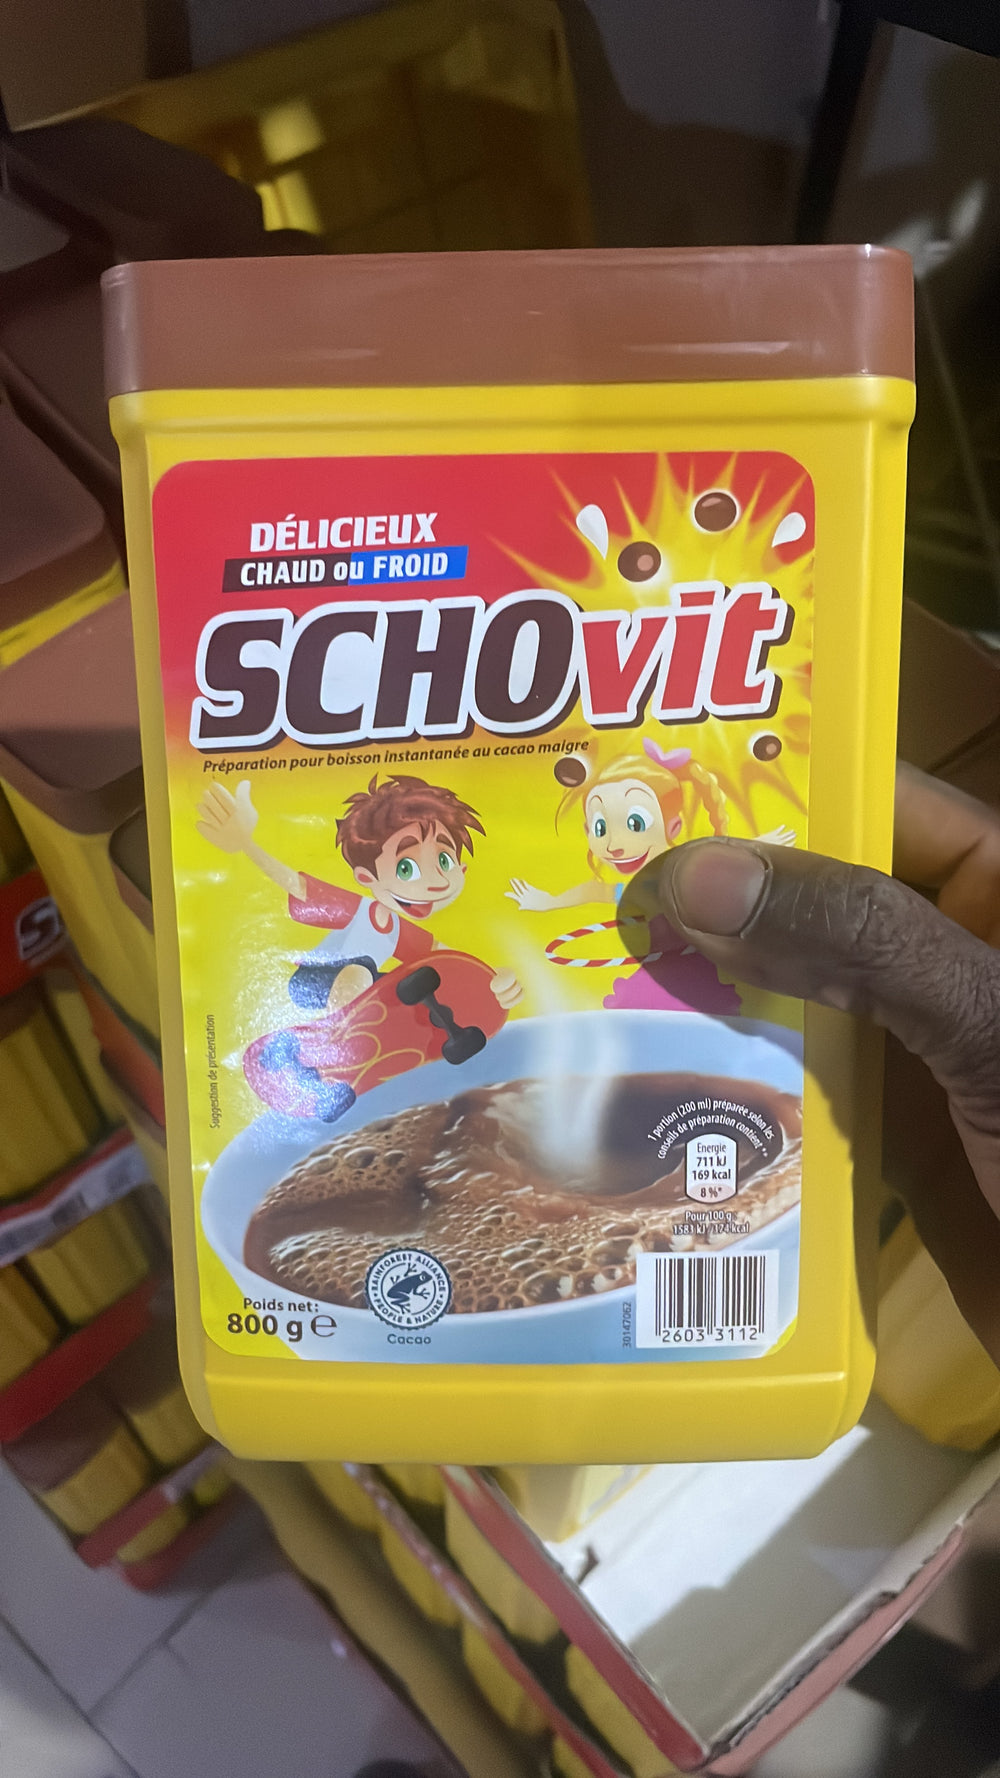 DÉLICIEUX
CHAUD ou FROID
SCHOvit
Préparation pour boisson instantanée au cacao maigre
Suggestion de présentation
1 portion (200 ml) préparée selon les
conseils de préparation contient**
Énergie
711 kJ
169 kcal
8 %*
Pour 100 g :
1583 kJ / 374 kcal
RAINFOREST ALLIANCE
PEOPLE & NATURE
Cacao
Poids net:
800 g e
30147062
2603 3112